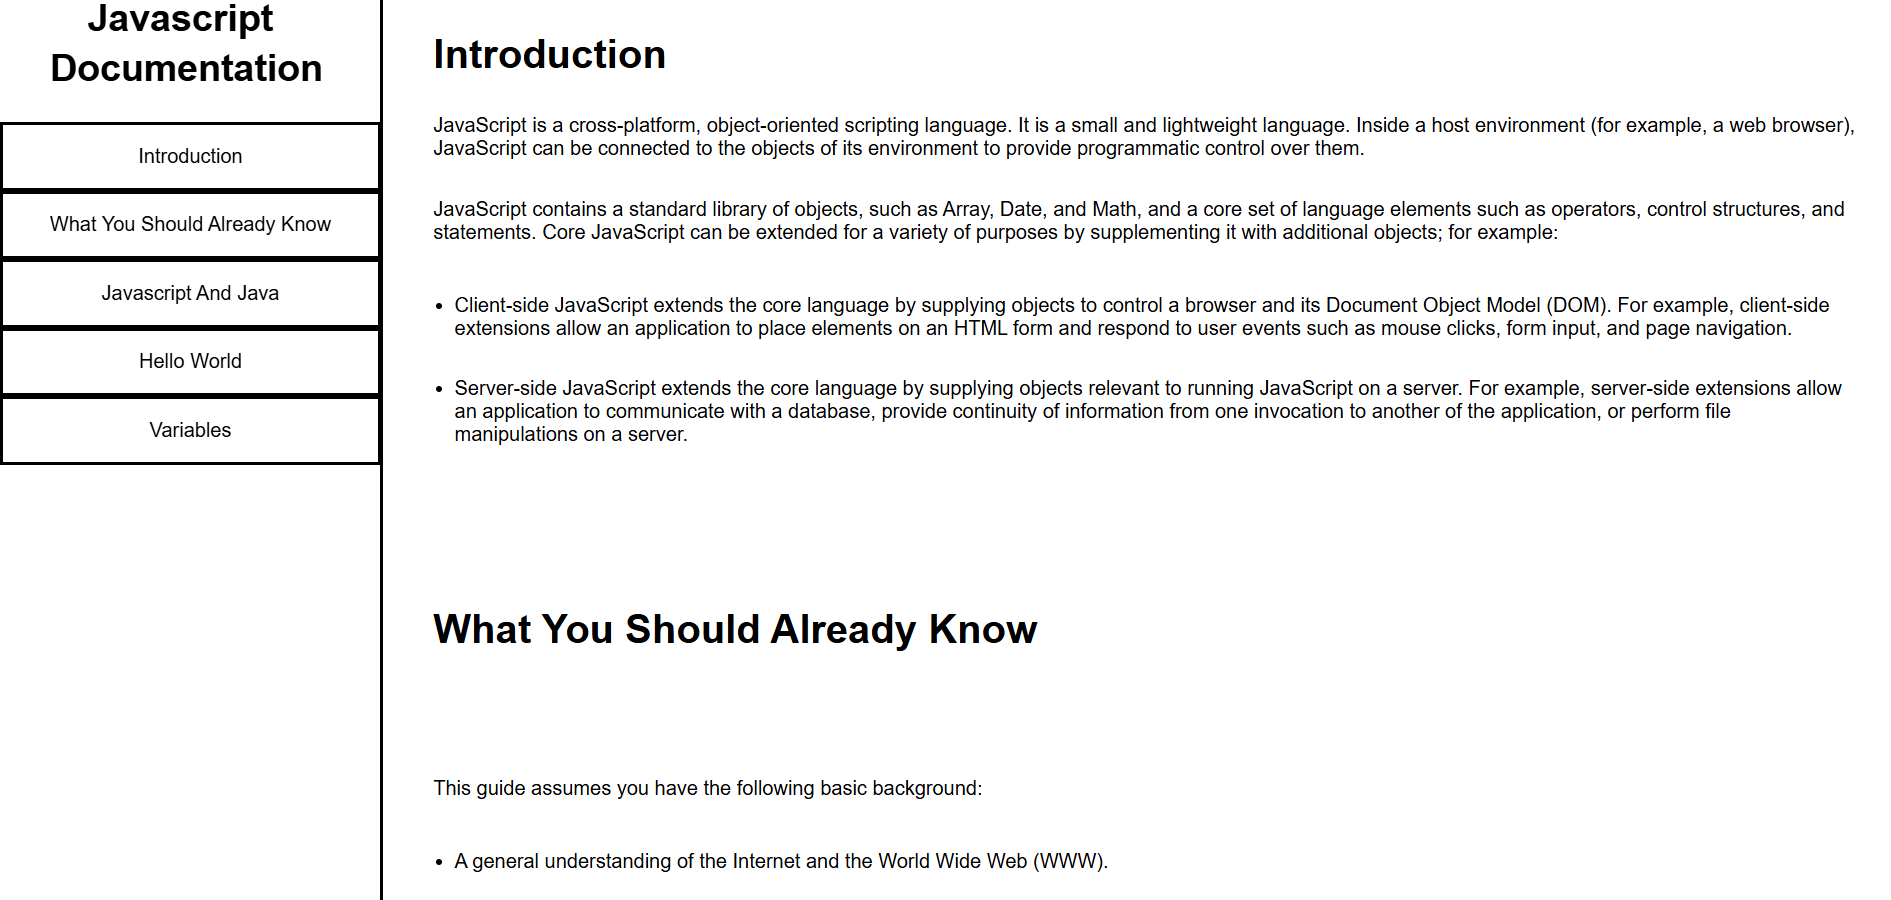 Javascript
Documentation
Introduction
What You Should Already Know
Javascript And Java
Hello World
Variables
Introduction
JavaScript is a cross-platform, object-oriented scripting language. It is a small and lightweight language. Inside a host environment (for example, a web browser),
JavaScript can be connected to the objects of its environment to provide programmatic control over them.
JavaScript contains a standard library of objects, such as Array, Date, and Math, and a core set of language elements such as operators, control structures, and
statements. Core JavaScript can be extended for a variety of purposes by supplementing it with additional objects; for example:
• Client-side JavaScript extends the core language by supplying objects to control a browser and its Document Object Model (DOM). For example, client-side
extensions allow an application to place elements on an HTML form and respond to user events such as mouse clicks, form input, and page navigation.
• Server-side JavaScript extends the core language by supplying objects relevant to running JavaScript on a server. For example, server-side extensions allow
an application to communicate with a database, provide continuity of information from one invocation to another of the application, or perform file
manipulations on a server.
What You Should Already Know
This guide assumes you have the following basic background:
• A general understanding of the Internet and the World Wide Web (WWW).